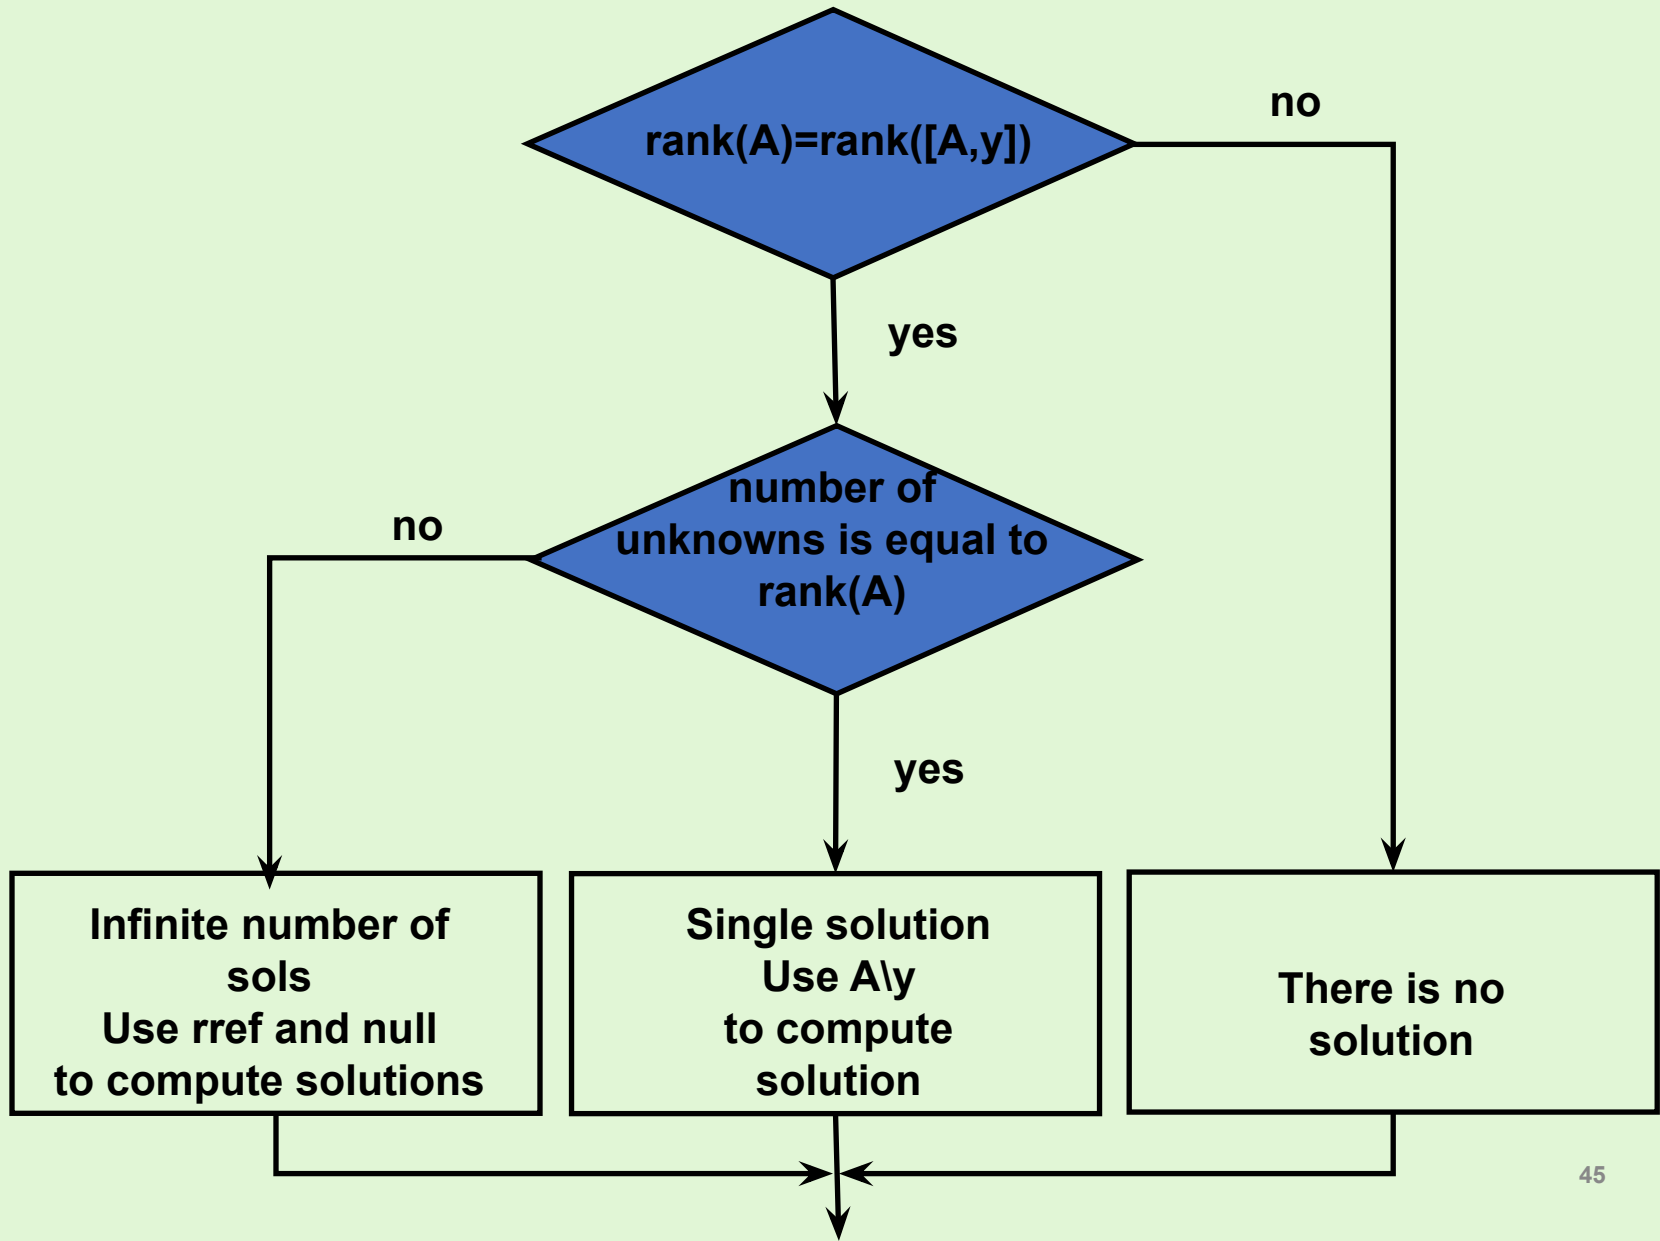 rank(A)=rank([A,y])
no
yes
number of
unknowns is equal to
rank(A)
no
yes
Infinite number of
sols
Use rref and null
to compute solutions
Single solution
Use A\y
to compute
solution
There is no
solution
45